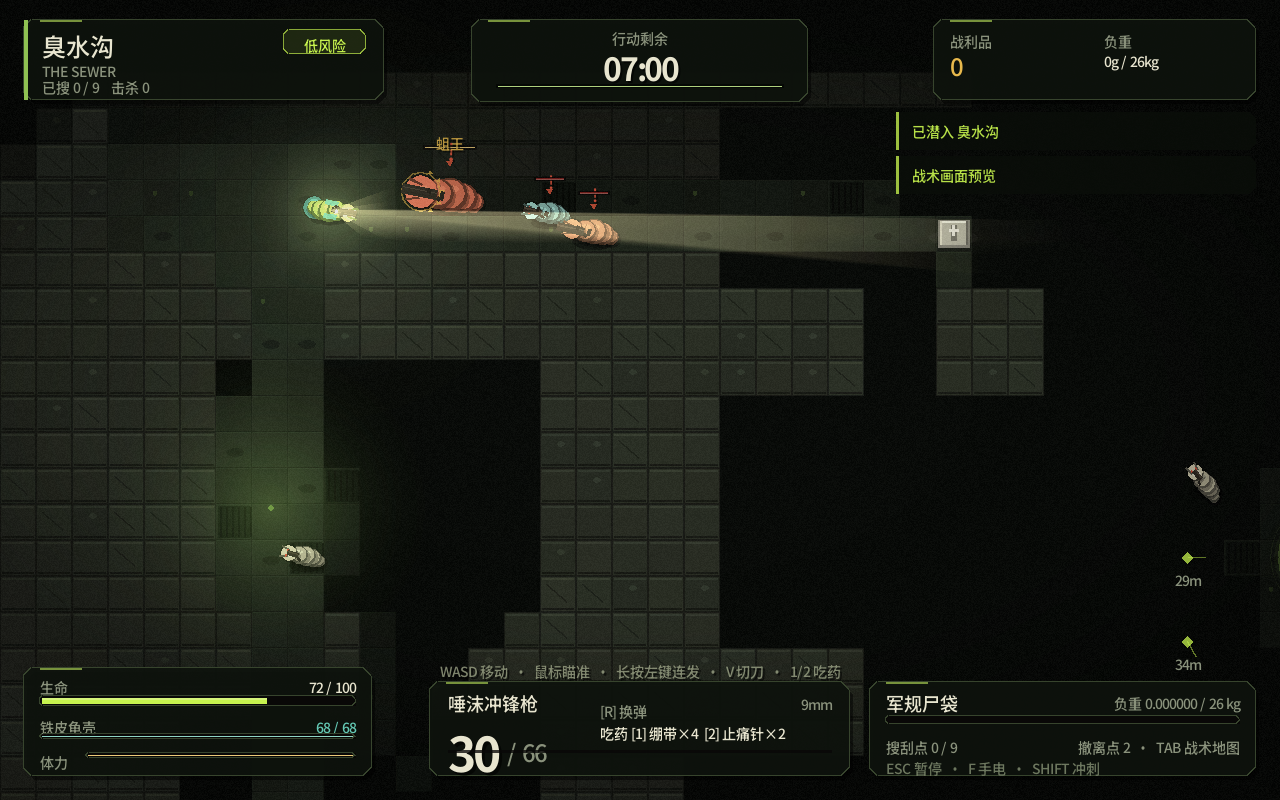 臭水沟
低风险
THE SEWER
已搜 0 / 9 击杀 0
行动剩余
07:00
战利品
0
负重
0g / 26kg
已潜入 臭水沟
战术画面预览
蛆王
29m
34m
WASD 移动 · 鼠标瞄准 · 长按左键连发 · V 切刀 · 1/2 吃药
生命
72 / 100
铁皮龟壳
68 / 68
体力
唾沫冲锋枪
[R] 换弹
9mm
吃药 [1] 绷带×4 [2] 止痛针×2
30 / 66
军规尸袋
负重 0.000000 / 26 kg
搜刮点 0 / 9
撤离点 2 · TAB 战术地图
ESC 暂停 · F 手电 · SHIFT 冲刺